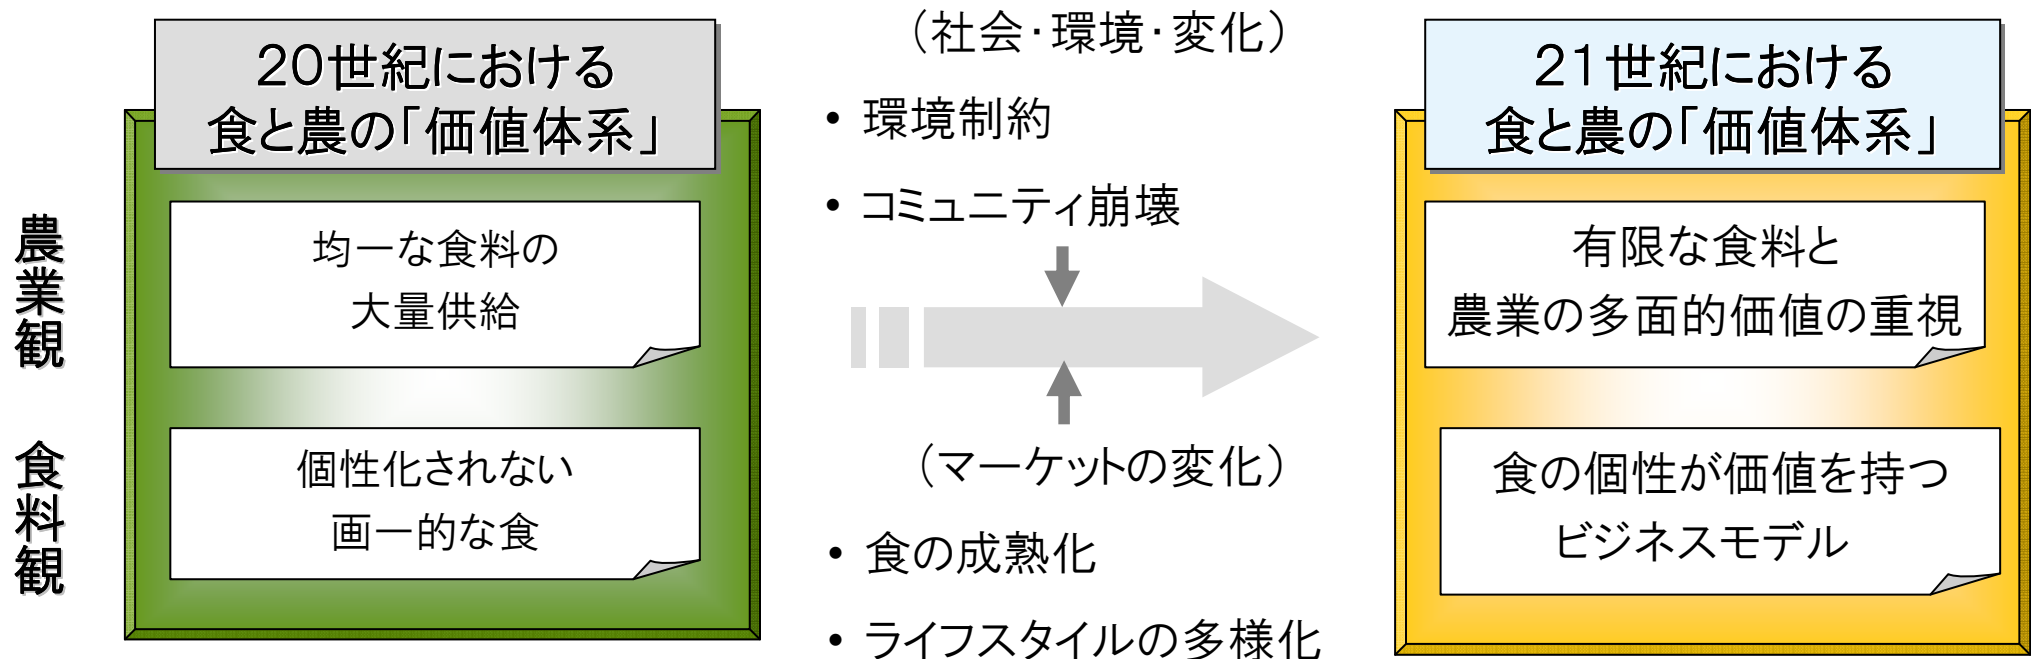 20世紀における
食と農の「価値体系」
農業観
均一な食料の
大量供給
食料観
個性化されない
画一的な食
（社会・環境・変化）
• 環境制約
• コミュニティ崩壊
（マーケットの変化）
• 食の成熟化
• ライフスタイルの多様化
21世紀における
食と農の「価値体系」
有限な食料と
農業の多面的価値の重視
食の個性が価値を持つ
ビジネスモデル